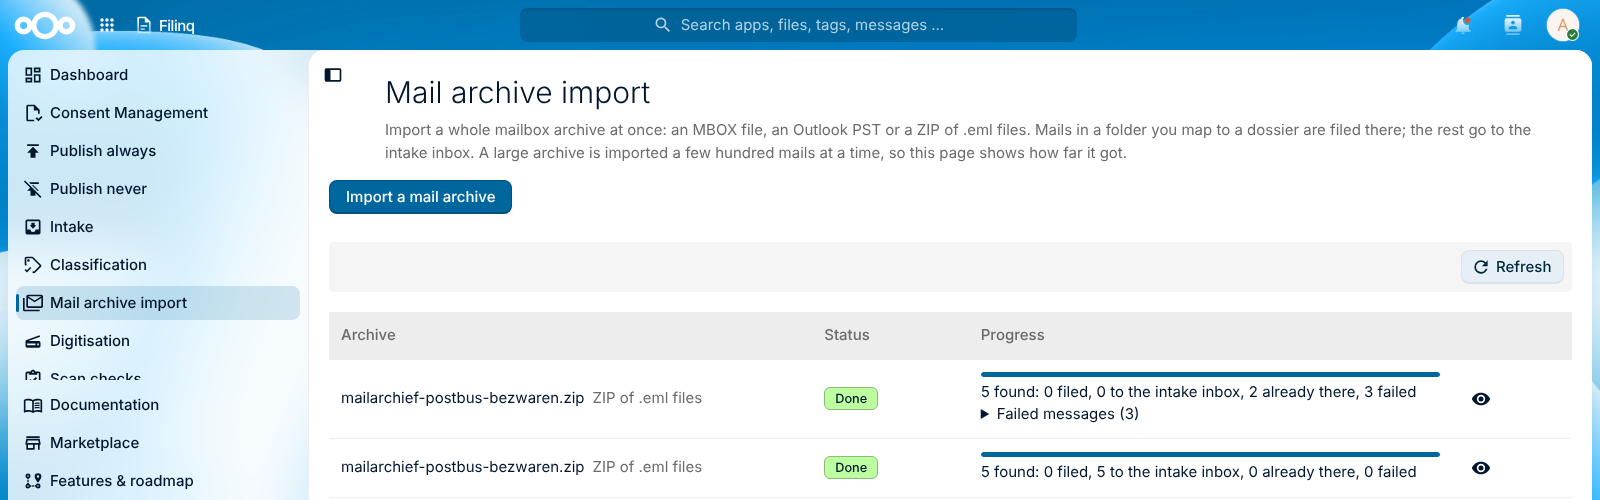 Filinq
Search apps, files, tags, messages ...
A
Dashboard
Consent Management
Publish always
Publish never
Intake
Classification
Mail archive import
Digitisation
Scan checks
Documentation
Marketplace
Features & roadmap
Mail archive import
Import a whole mailbox archive at once: an MBOX file, an Outlook PST or a ZIP of .eml files. Mails in a folder you map to a dossier are filed there; the rest go to the
intake inbox. A large archive is imported a few hundred mails at a time, so this page shows how far it got.
Import a mail archive
Refresh
Archive Status Progress
mailarchief-postbus-bezwaren.zip ZIP of .eml files Done 5 found: 0 filed, 0 to the intake inbox, 2 already there, 3 failed
Failed messages (3)
mailarchief-postbus-bezwaren.zip ZIP of .eml files Done 5 found: 0 filed, 5 to the intake inbox, 0 already there, 0 failed